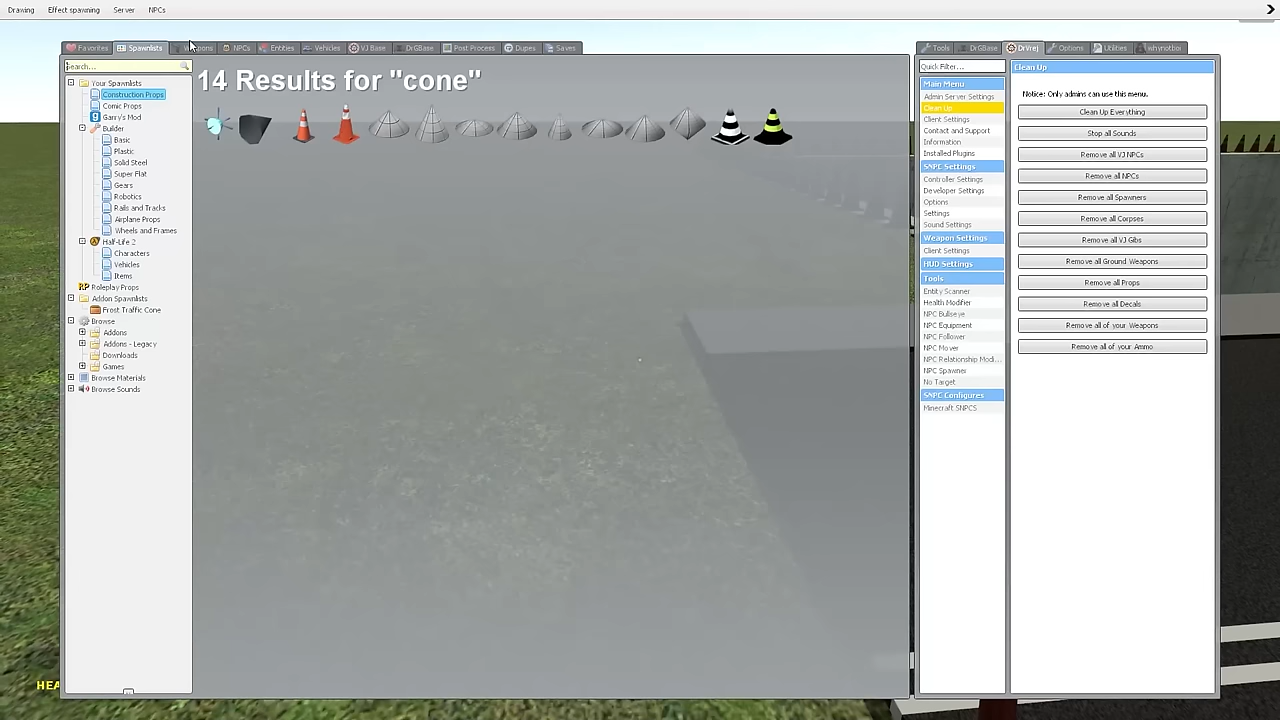 Drawing Effect spawning Server NPCs
Favorites Spawnlists Weapons NPCs Entities Vehicles VJ Base DrGBase Post Process Dupes Saves
Search...
14 Results for "cone"
Your Spawnlists
Construction Props
Comic Props
Garry's Mod
Builder
Basic
Plastic
Solid Steel
Super Flat
Gears
Robotics
Rails and Tracks
Airplane Props
Wheels and Frames
Half-Life 2
Characters
Vehicles
Items
Roleplay Props
Addon Spawnlists
Frost Traffic Cone
Browse
Addons
Addons - Legacy
Downloads
Games
Browse Materials
Browse Sounds
HEA
Tools DrGBase DrVrej Options Utilities whynotboi
Quick Filter...
Main Menu
Admin Server Settings
Clean Up
Client Settings
Contact and Support
Information
Installed Plugins
SNPC Settings
Controller Settings
Developer Settings
Options
Settings
Sound Settings
Weapon Settings
Client Settings
HUD Settings
Tools
Entity Scanner
Health Modifier
NPC Bullseye
NPC Equipment
NPC Follower
NPC Mover
NPC Relationship Modi...
NPC Spawner
No Target
SNPC Configures
Minecraft SNPCS
Clean Up
Notice: Only admins can use this menu.
Clean Up Everything
Stop all Sounds
Remove all VJ NPCs
Remove all NPCs
Remove all Spawners
Remove all Corpses
Remove all VJ Gibs
Remove all Ground Weapons
Remove all Props
Remove all Decals
Remove all of your Weapons
Remove all of your Ammo